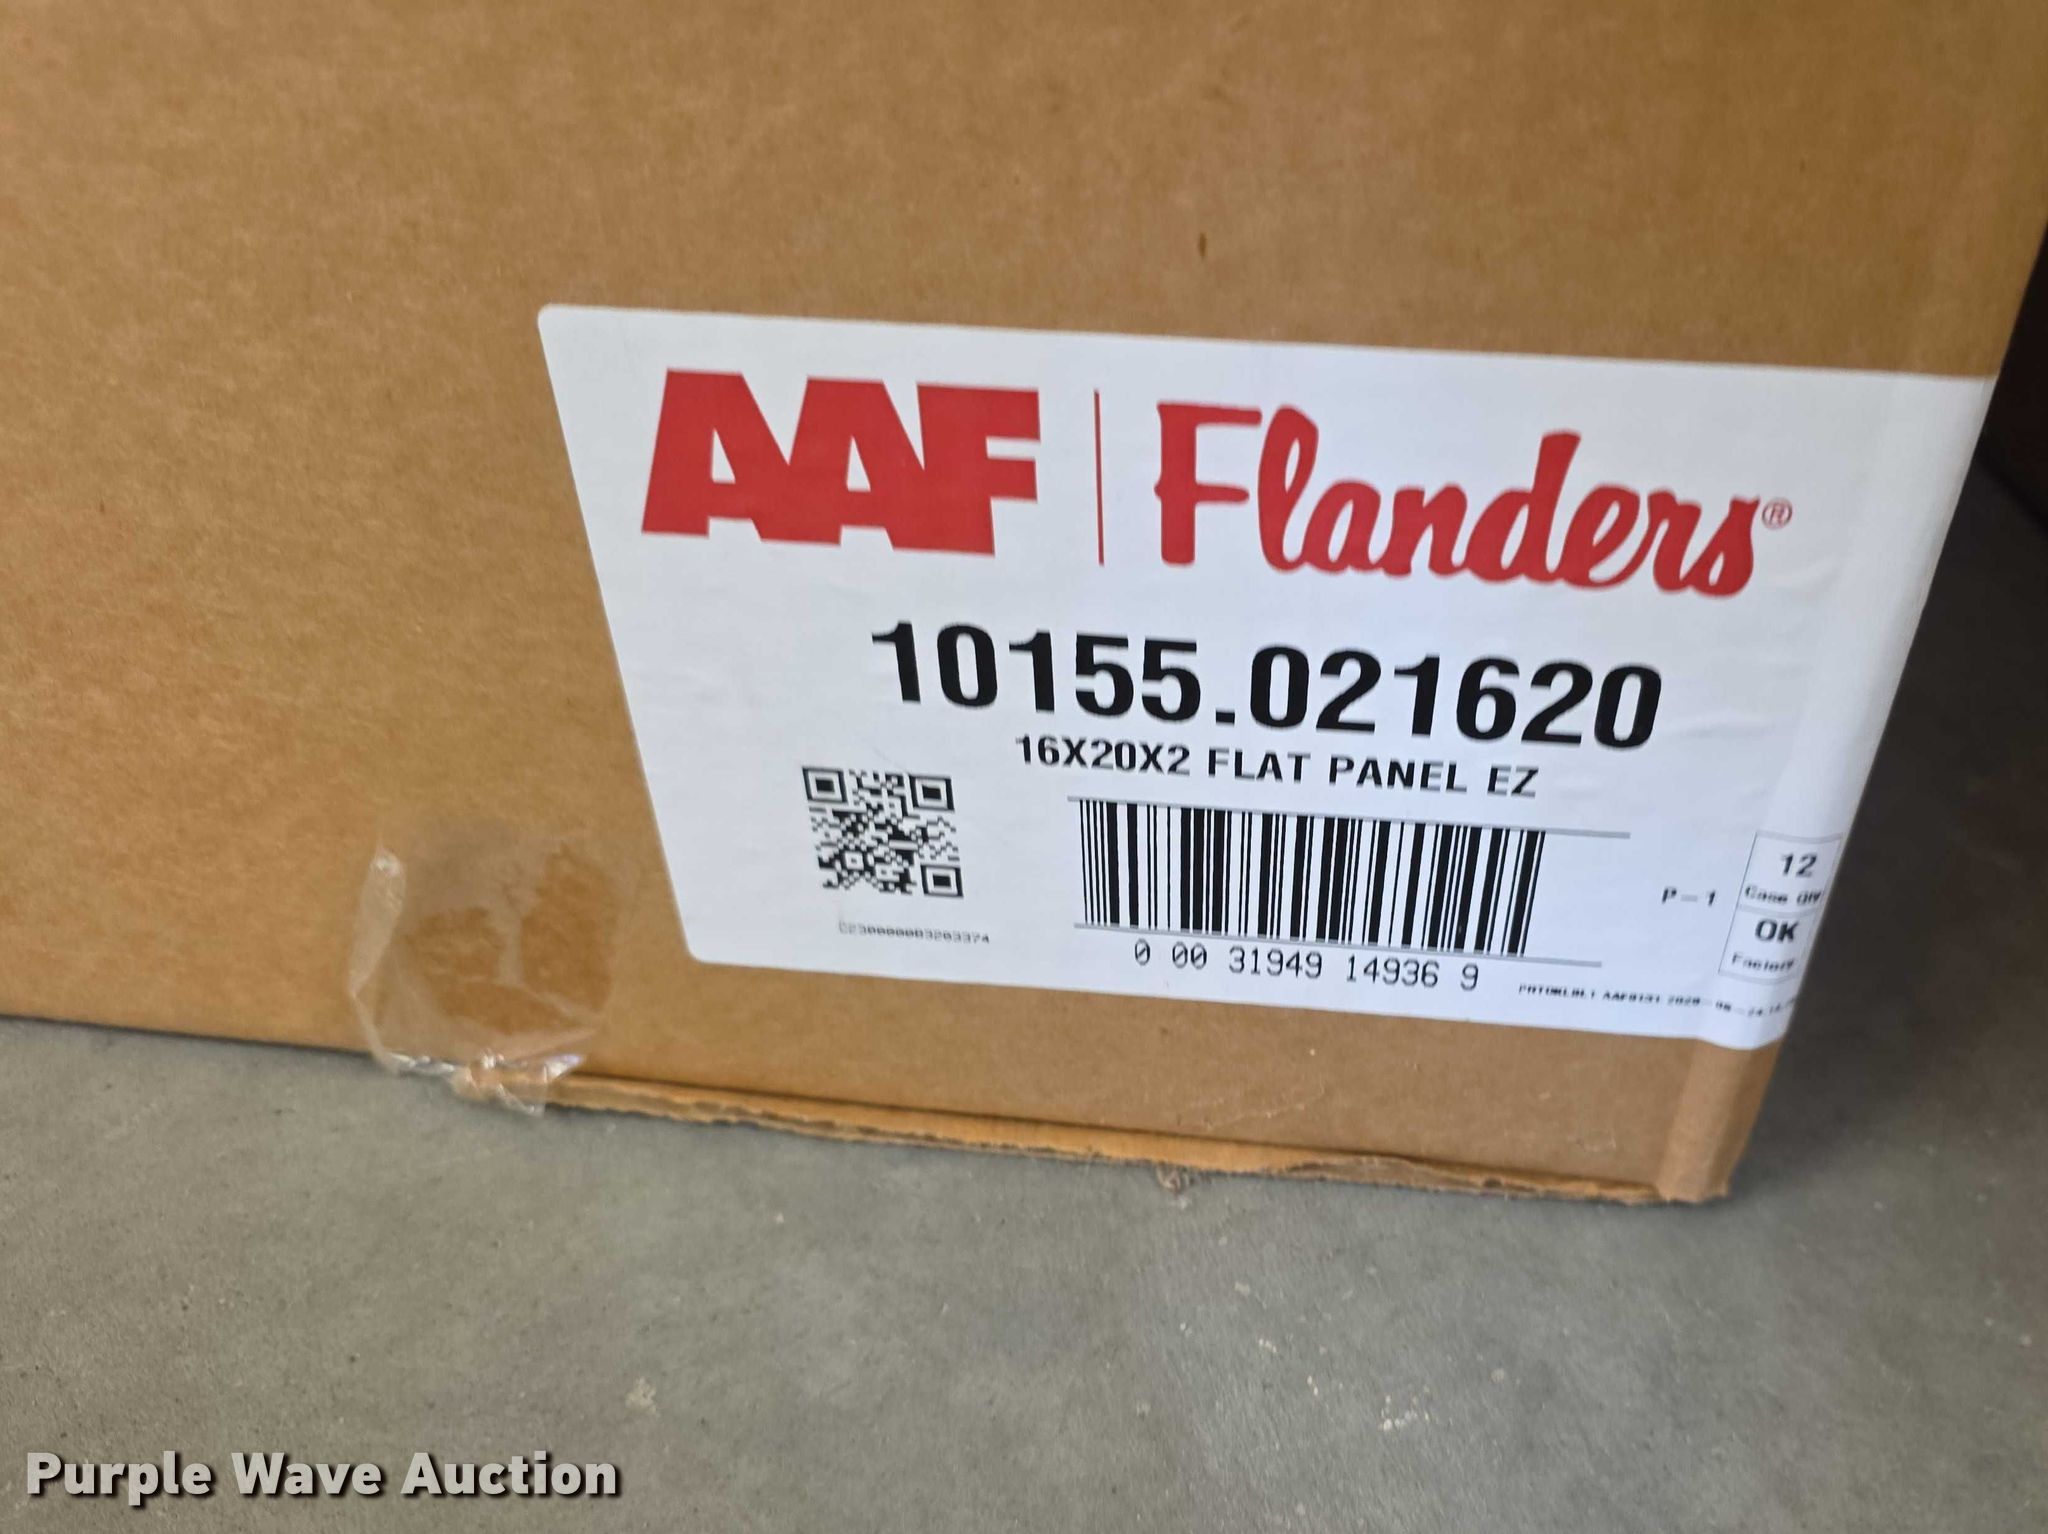 AAF | Flanders®
10155.021620
16X20X2 FLAT PANEL EZ
12
Case Qty
P-1
OK
Factory
0 00 31949 14936 9
Purple Wave Auction